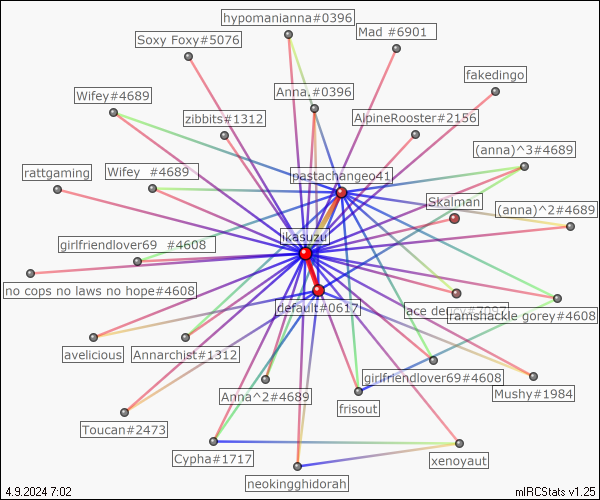 hypomanianna#0396
Mad #6901
Soxy Foxy#5076
fakedingo
Wifey#4689
Anna.#0396
zibbits#1312
AlpineRooster#2156
(anna)^3#4689
rattgaming
Wifey #4689
pastachangeo41
Skalman
(anna)^2#4689
girlfriendlover69 #4608
likasuzu
no cops no laws no hope#4608
default#0617
ace deucy#7097
ramshackle gorey#4608
avelicious
Annarchist#1312
girlfriendlover69#4608
Anna^2#4689
frisout
Mushy#1984
Toucan#2473
Cypha#1717
xenoyaut
neokingghidorah
4.9.2024 7:02
mIRCStats v1.25